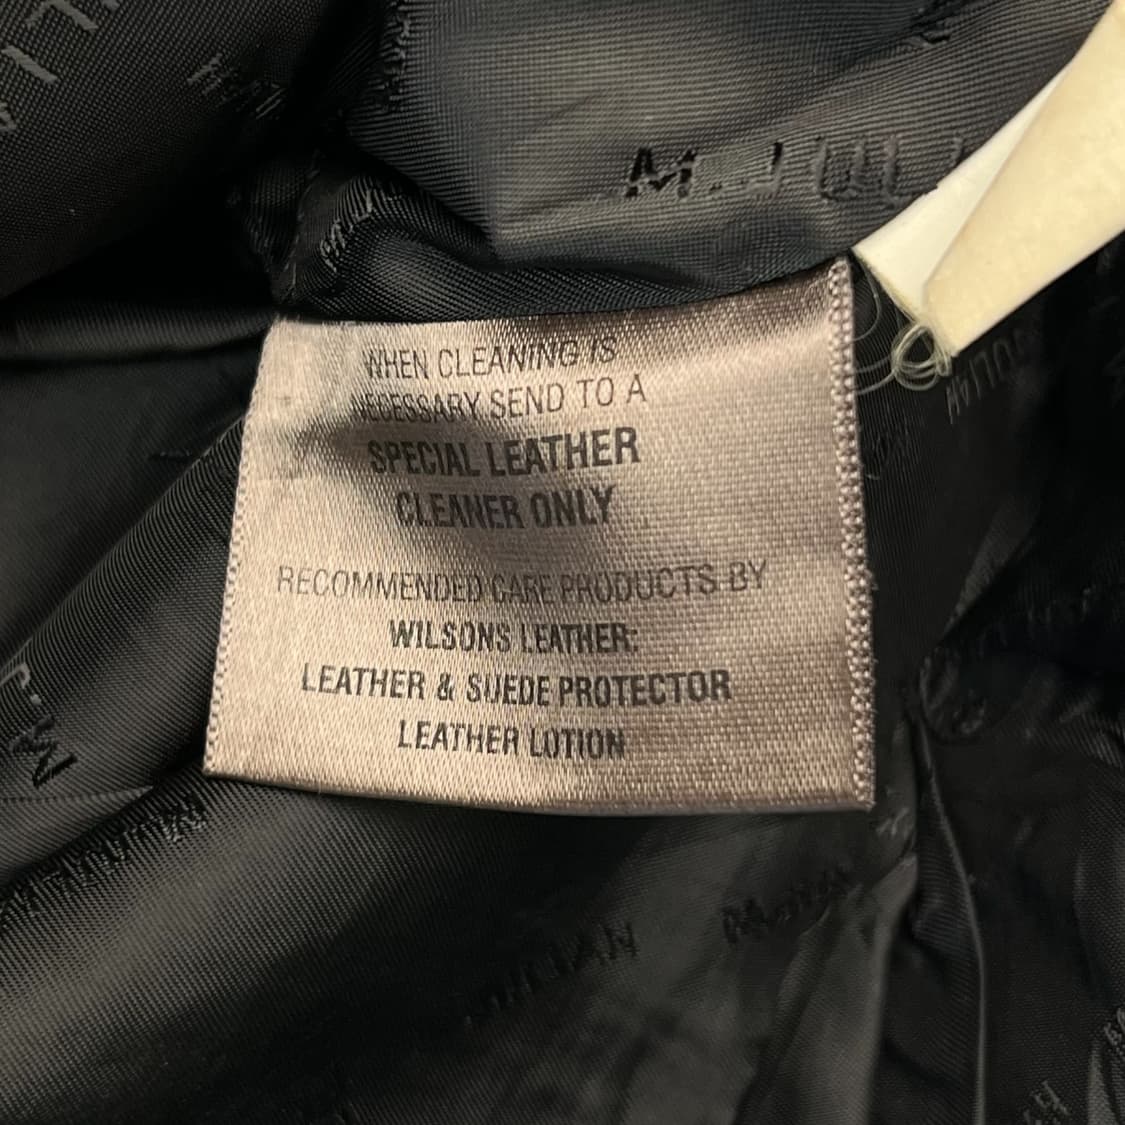 M.JULI
WHEN CLEANING IS
NECESSARY SEND TO A
SPECIAL LEATHER
CLEANER ONLY
RECOMMENDED CARE PRODUCTS BY
WILSONS LEATHER:
LEATHER & SUEDE PROTECTOR
LEATHER LOTION